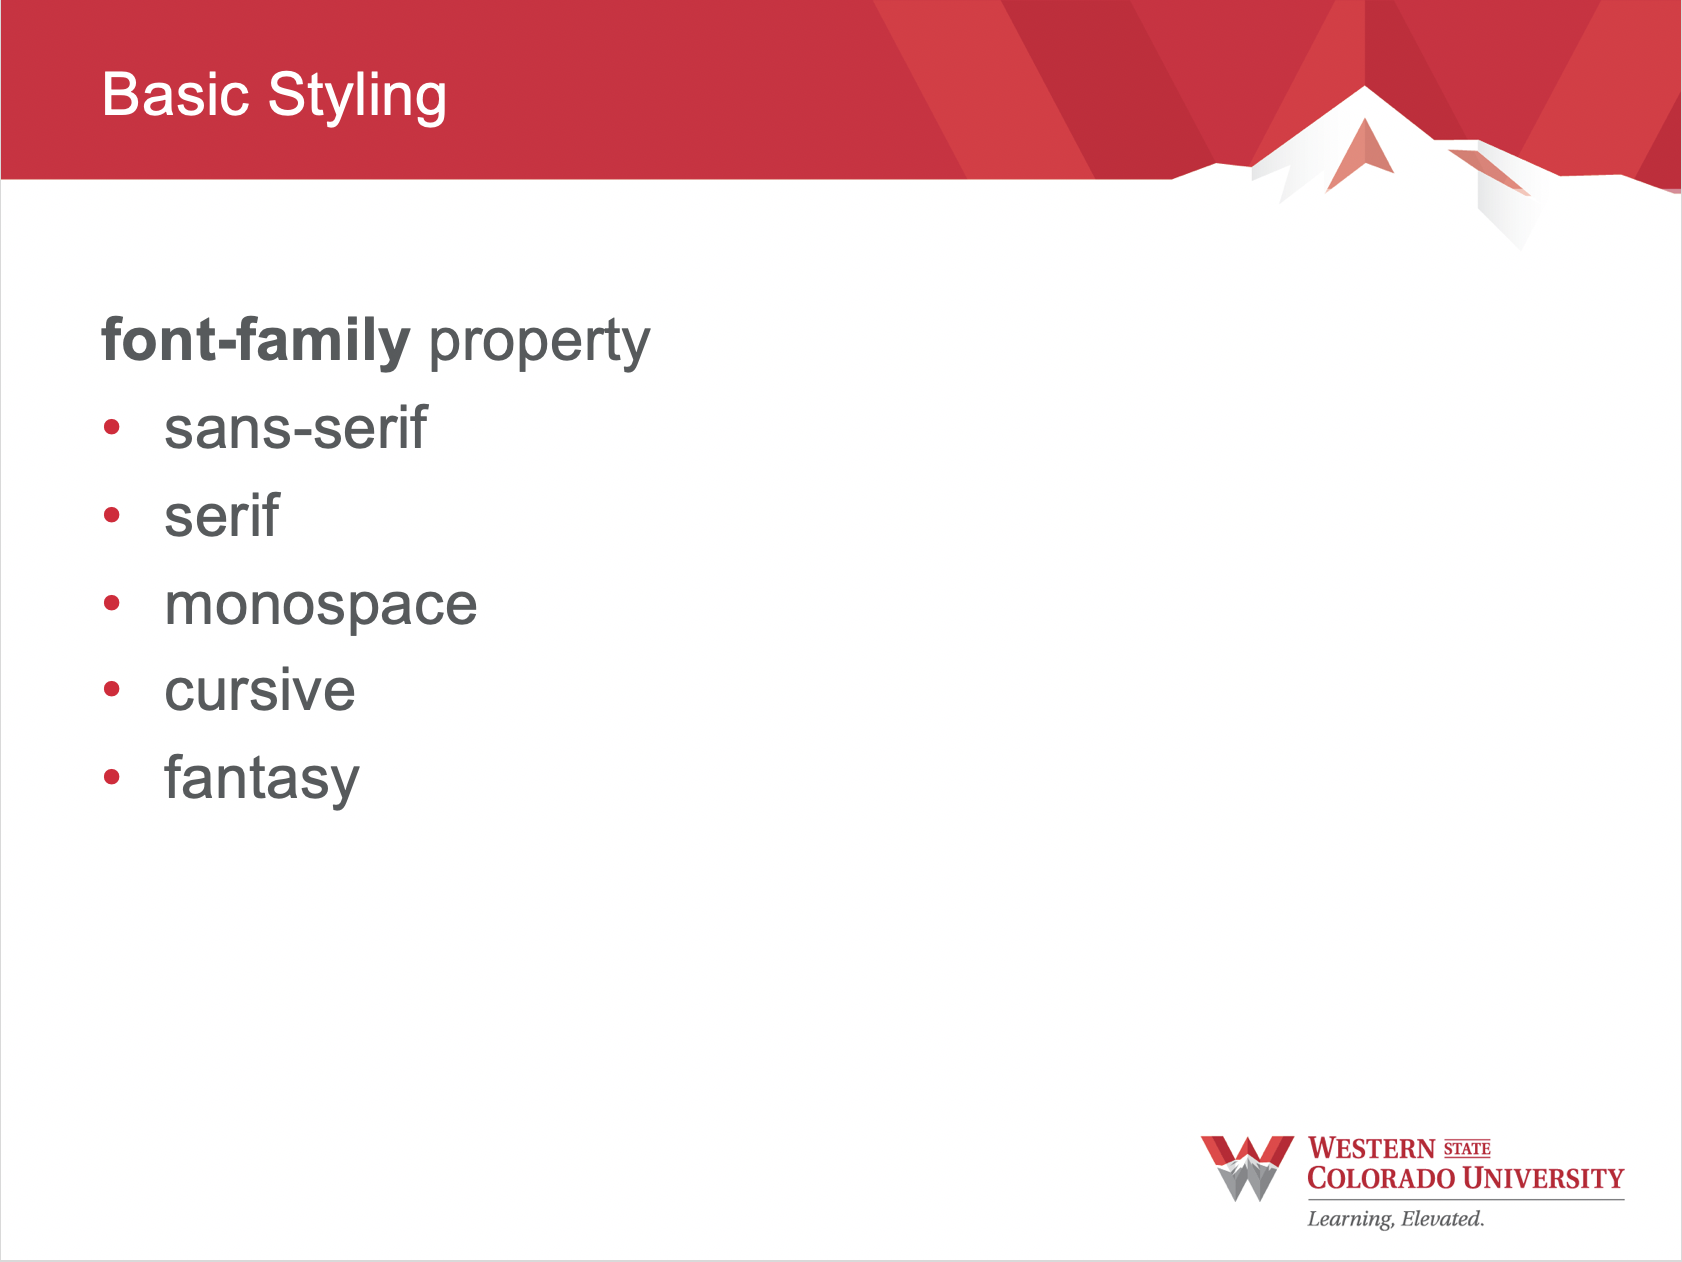 Basic Styling
font-family property
• sans-serif
• serif
• monospace
• cursive
• fantasy
WESTERN STATE
COLORADO UNIVERSITY
Learning, Elevated.